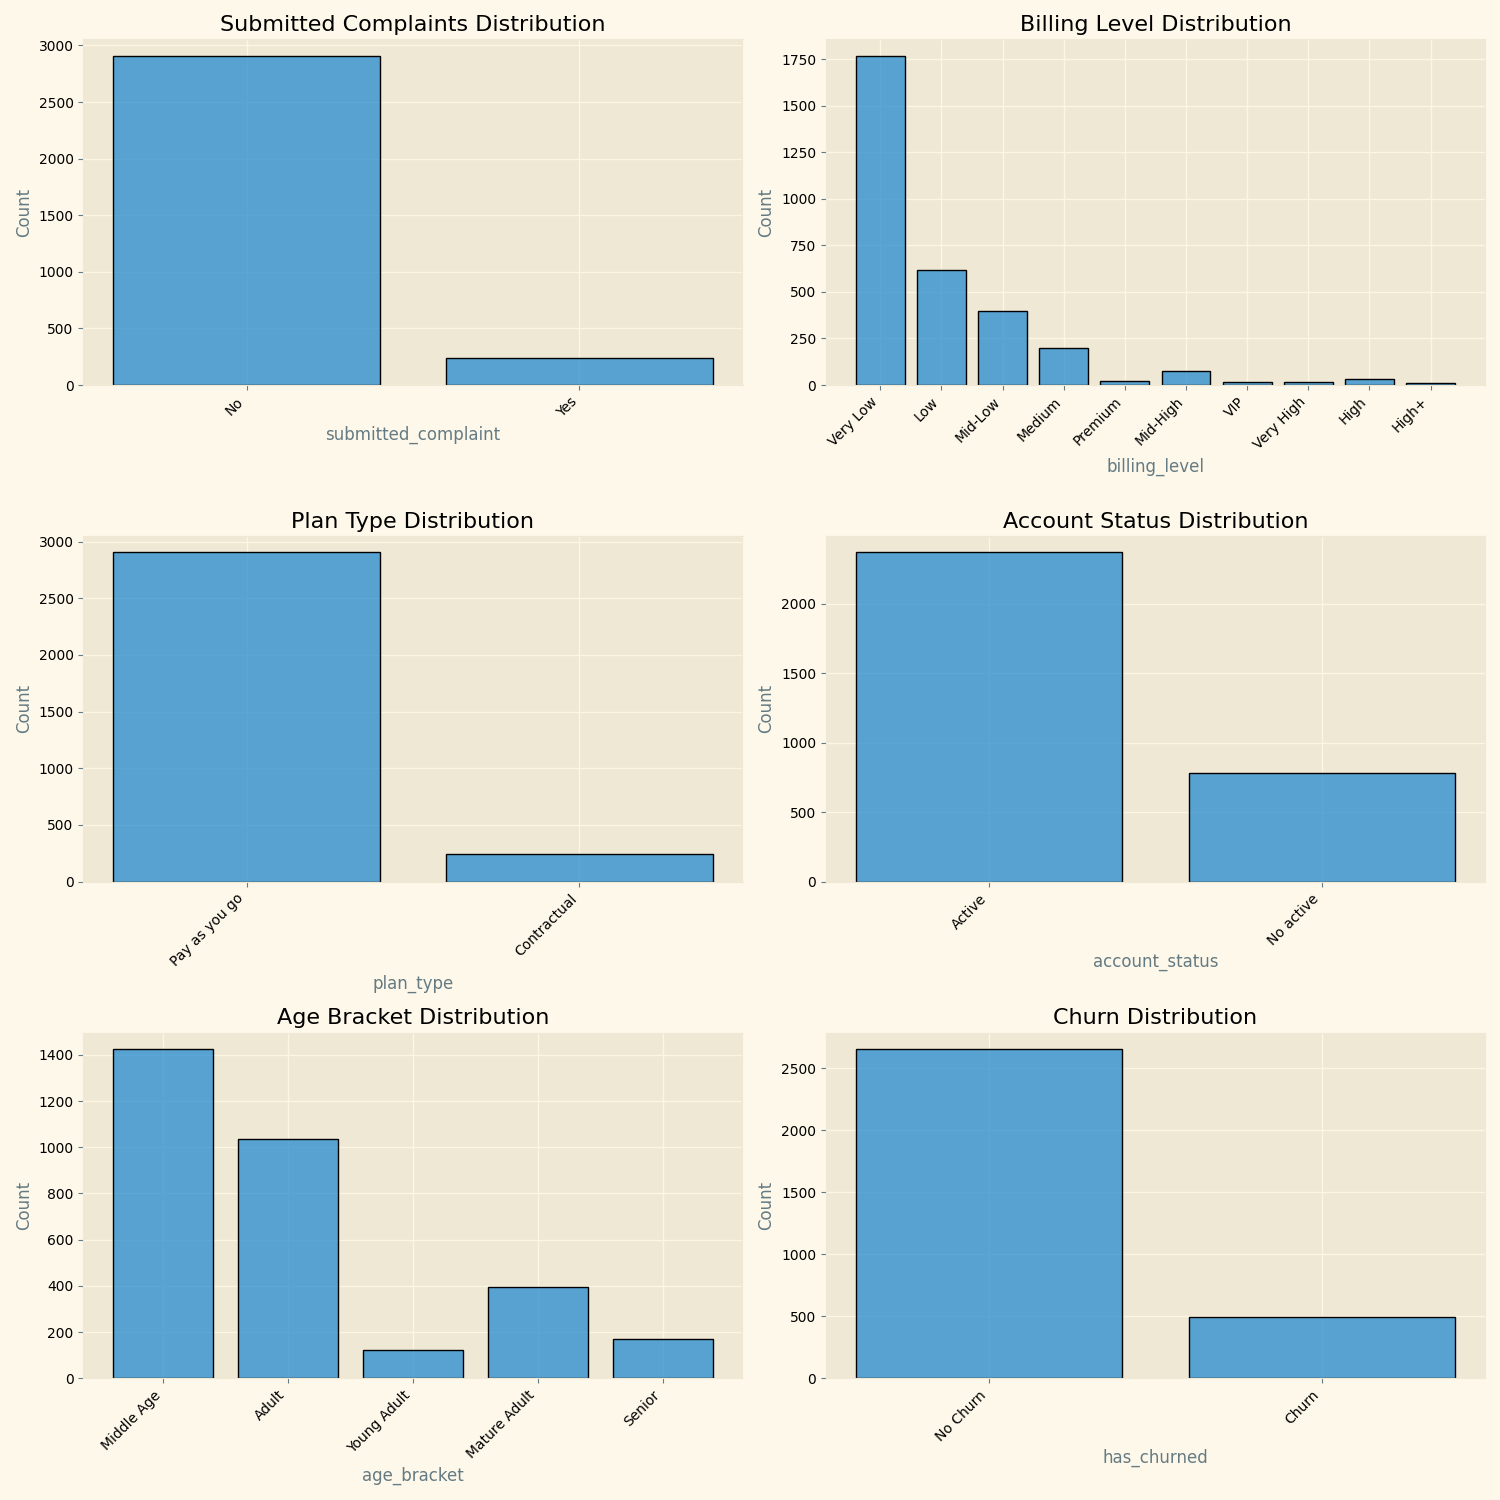 Submitted Complaints Distribution
3000
2500
2000
1500
1000
500
0
Count
No
Yes
submitted_complaint
Billing Level Distribution
1750
1500
1250
1000
750
500
250
0
Count
Very Low
Low
Mid-Low
Medium
Premium
Mid-High
VIP
Very High
High
High+
billing_level
Plan Type Distribution
3000
2500
2000
1500
1000
500
0
Count
Pay as you go
Contractual
plan_type
Account Status Distribution
2000
1500
1000
500
0
Count
Active
No active
account_status
Age Bracket Distribution
1400
1200
1000
800
600
400
200
0
Count
Middle Age
Adult
Young Adult
Mature Adult
Senior
age_bracket
Churn Distribution
2500
2000
1500
1000
500
0
Count
No Churn
Churn
has_churned